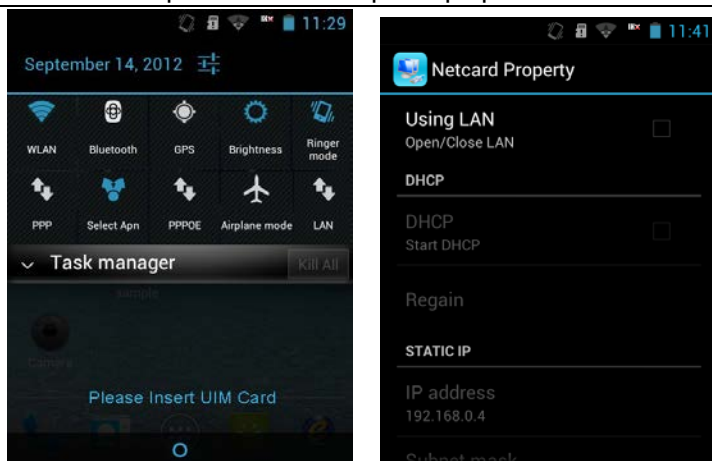 11:29
September 14, 2012
WLAN
Bluetooth
GPS
Brightness
Ringer
mode
PPP
Select Apn
PPPOE
Airplane mode
LAN
Task manager
Kill All
sample
Camera
Please Insert UIM Card
11:41
Netcard Property
Using LAN
Open/Close LAN
DHCP
DHCP
Start DHCP
Regain
STATIC IP
IP address
192.168.0.4
Subnet mask